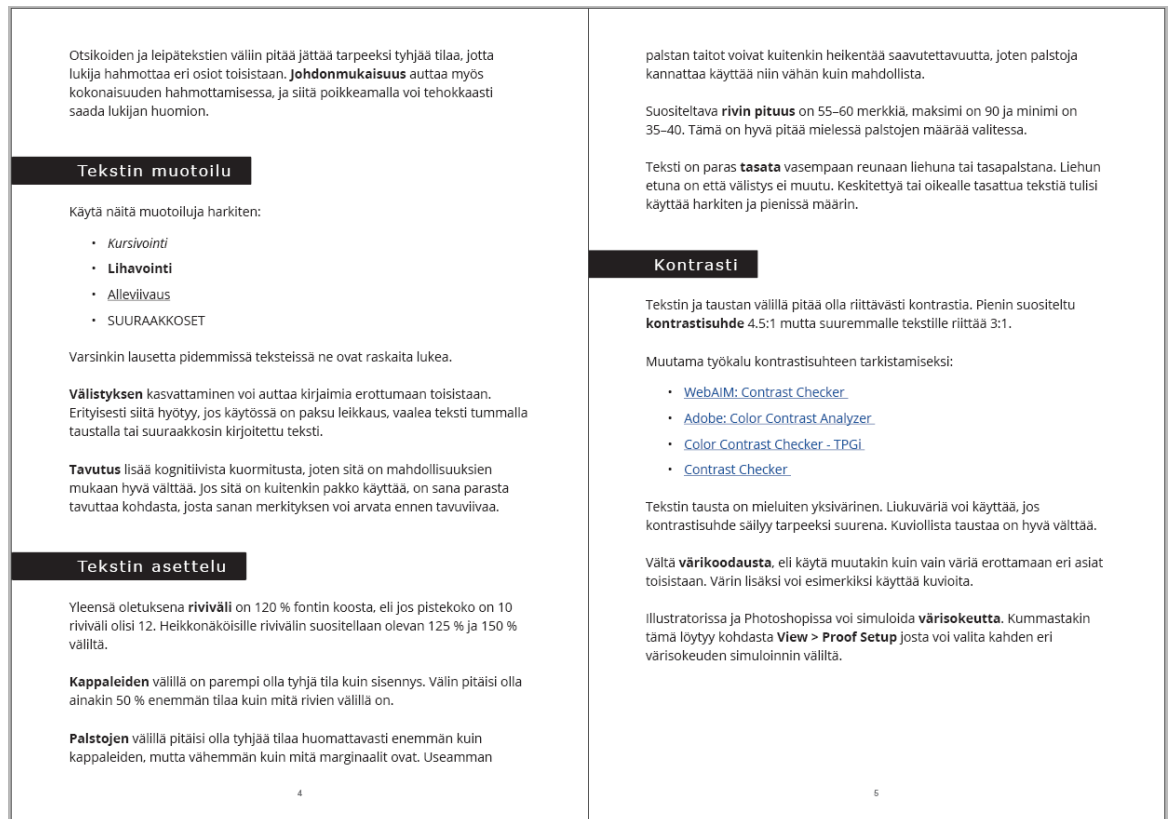 Otsikoiden ja leipätekstien väliin pitää jättää tarpeeksi tyhjää tilaa, jotta
lukija hahmottaa eri osiot toisistaan. Johdonmukaisuus auttaa myös
kokonaisuuden hahmottamisessa, ja siitä poikkeamalla voi tehokkaasti
saada lukijan huomion.
Tekstin muotoilu
Käytä näitä muotoiluja harkiten:
• Kursivointi
• Lihavointi
• Alleviivaus
• SUURAAKKOSET
Varsinkin lausetta pidemmissä teksteissä ne ovat raskaita lukea.
Välistyksen kasvattaminen voi auttaa kirjaimia erottumaan toisistaan.
Erityisesti siitä hyötyy, jos käytössä on paksu leikkaus, vaalea teksti tummalla
taustalla tai suuraakkosin kirjoitettu teksti.
Tavutus lisää kognitiivista kuormitusta, joten sitä on mahdollisuuksien
mukaan hyvä välttää. Jos sitä on kuitenkin pakko käyttää, on sana parasta
tavuttaa kohdasta, josta sanan merkityksen voi arvata ennen tavuviivaa.
Tekstin asettelu
Yleensä oletuksena riviväli on 120 % fontin koosta, eli jos pistekoko on 10
riviväli olisi 12. Heikkonäköisille rivivälin suositellaan olevan 125 % ja 150 %
väliltä.
Kappaleiden välillä on parempi olla tyhjä tila kuin sisennys. Välin pitäisi olla
ainakin 50 % enemmän tilaa kuin mitä rivien välillä on.
Palstojen välillä pitäisi olla tyhjää tilaa huomattavasti enemmän kuin
kappaleiden, mutta vähemmän kuin mitä marginaalit ovat. Useamman
4
palstan taitot voivat kuitenkin heikentää saavutettavuutta, joten palstoja
kannattaa käyttää niin vähän kuin mahdollista.
Suositeltava rivin pituus on 55–60 merkkiä, maksimi on 90 ja minimi on
35–40. Tämä on hyvä pitää mielessä palstojen määrää valitessa.
Teksti on paras tasata vasempaan reunaan liehuna tai tasapalstana. Liehun
etuna on että välistys ei muutu. Keskitettyä tai oikealle tasattua tekstiä tulisi
käyttää harkiten ja pienissä määrin.
Kontrasti
Tekstin ja taustan välillä pitää olla riittävästi kontrastia. Pienin suositeltu
kontrastisuhde 4.5:1 mutta suuremmalle tekstille riittää 3:1.
Muutama työkalu kontrastisuhteen tarkistamiseksi:
• WebAIM: Contrast Checker
• Adobe: Color Contrast Analyzer
• Color Contrast Checker - TPGi
• Contrast Checker
Tekstin tausta on mieluiten yksivärinen. Liukuväriä voi käyttää, jos
kontrastisuhde säilyy tarpeeksi suurena. Kuviollista taustaa on hyvä välttää.
Vältä värikoodausta, eli käytä muutakin kuin vain väriä erottamaan eri asiat
toisistaan. Värin lisäksi voi esimerkiksi käyttää kuvioita.
Illustratorissa ja Photoshopissa voi simuloida värisokeutta. Kummastakin
tämä löytyy kohdasta View > Proof Setup josta voi valita kahden eri
värisokeuden simuloinnin väliltä.
5